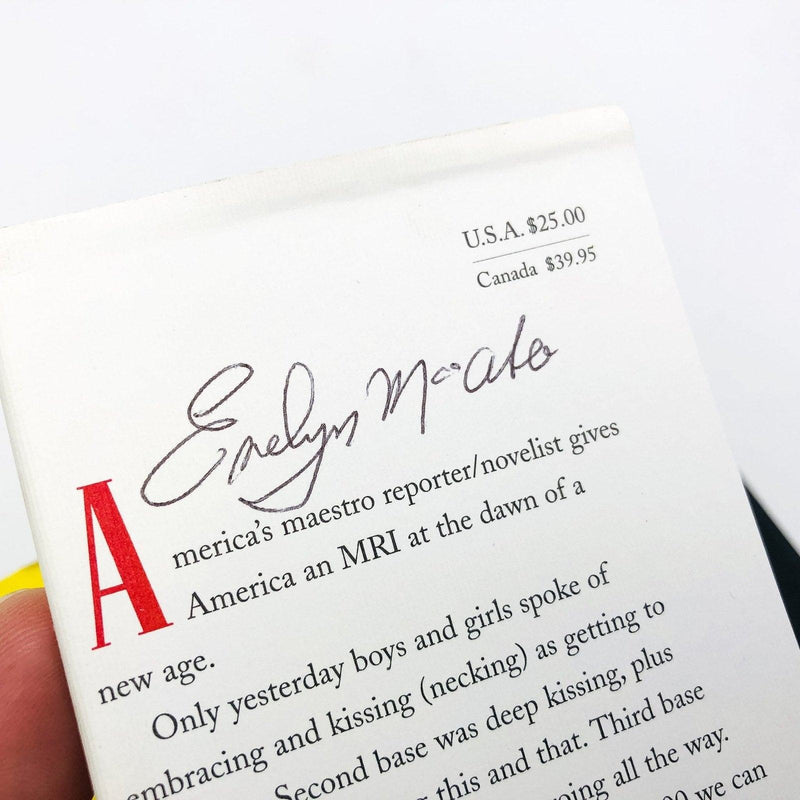 U.S.A. $25.00
Canada $39.95
Evelyn
America's maestro reporter/novelist gives
America an MRI at the dawn of a
new age.
Only yesterday boys and girls spoke of
embracing and kissing (necking) as getting to
Second base was deep kissing, plus
this and that. Third base
all the way.
we can